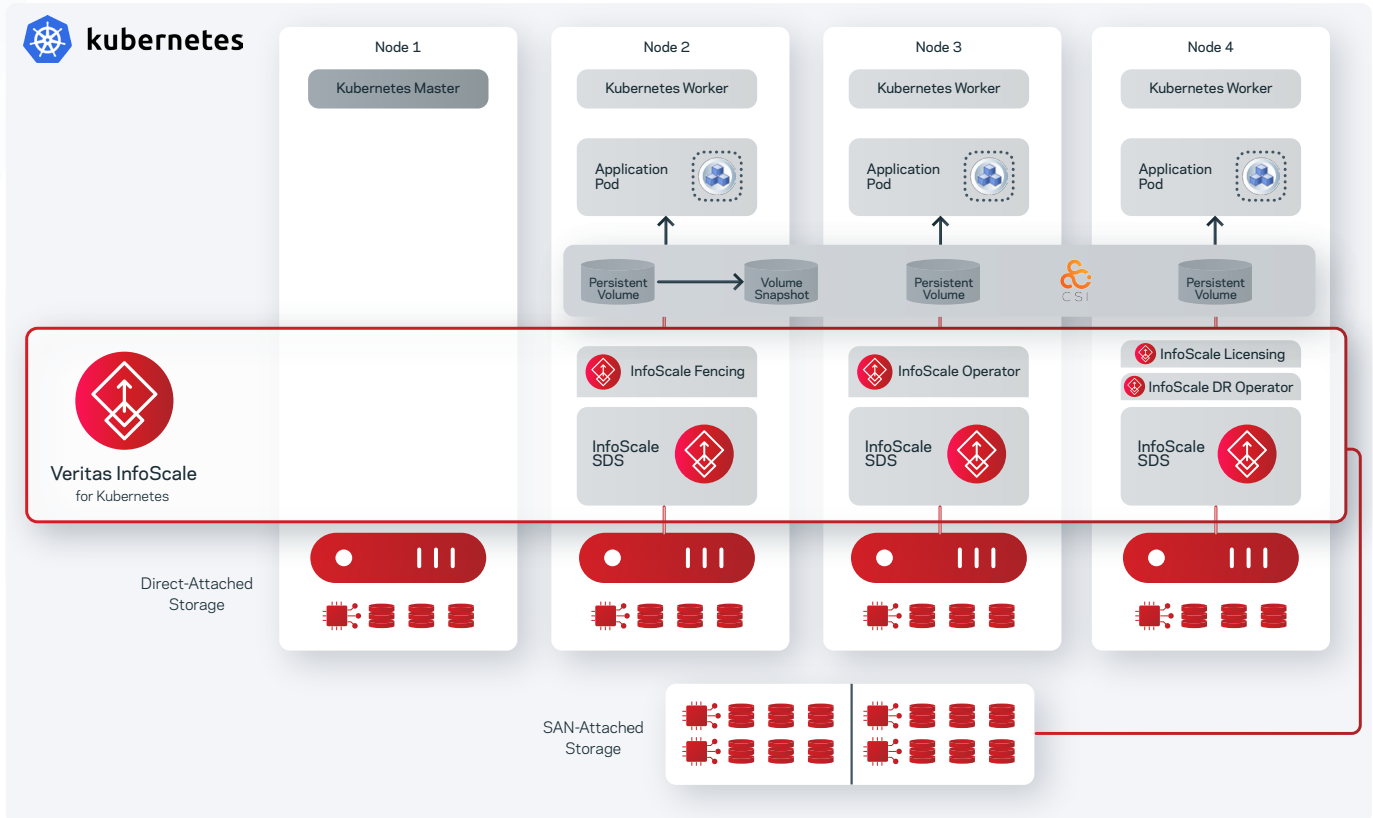 kubernetes
Node 1
Node 2
Node 3
Node 4
Kubernetes Master
Kubernetes Worker
Kubernetes Worker
Kubernetes Worker
Application
Pod
Application
Pod
Application
Pod
Persistent
Volume
Volume
Snapshot
Persistent
Volume
CSI
Persistent
Volume
Veritas InfoScale
for Kubernetes
InfoScale Fencing
InfoScale Operator
InfoScale Licensing
InfoScale DR Operator
InfoScale
SDS
InfoScale
SDS
InfoScale
SDS
Direct-Attached
Storage
SAN-Attached
Storage